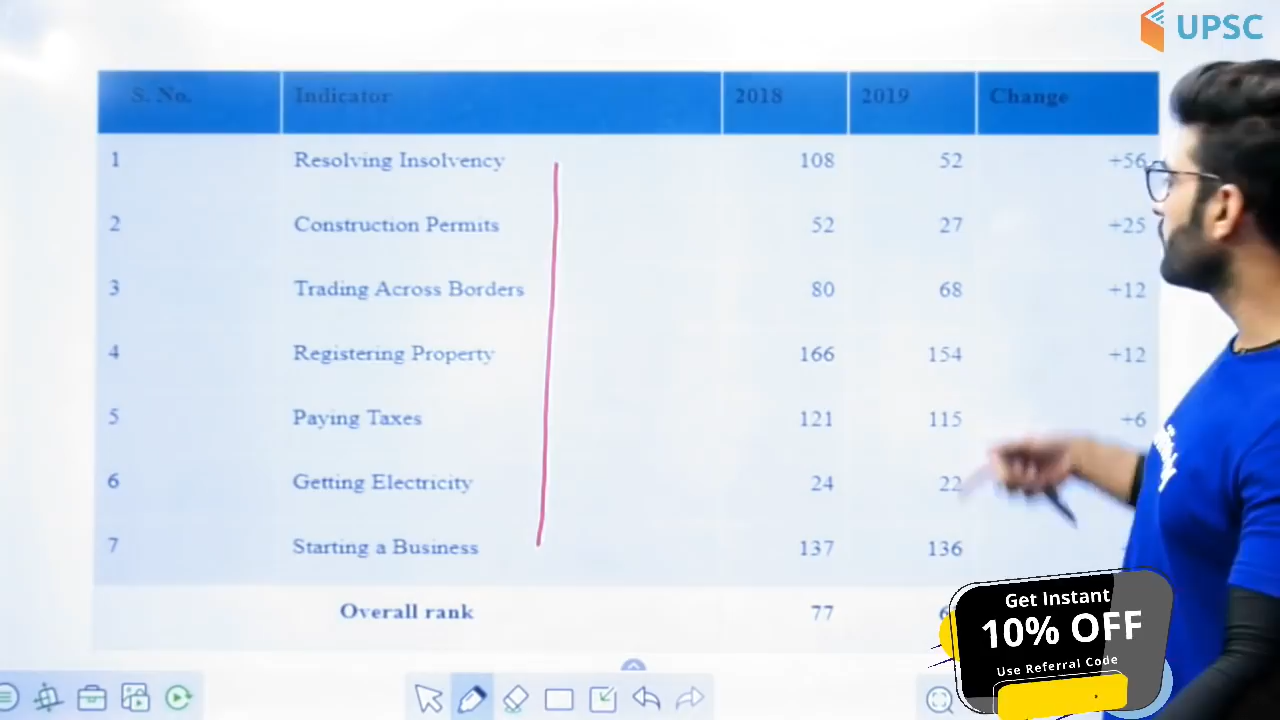 UPSC
S. No. Indicator 2018 2019 Change
1 Resolving Insolvency 108 52 +56
2 Construction Permits 52 27 +25
3 Trading Across Borders 80 68 +12
4 Registering Property 166 154 +12
5 Paying Taxes 121 115 +6
6 Getting Electricity 24 22
7 Starting a Business 137 136
Overall rank 77
Get Instant
10% OFF
Use Referral Code